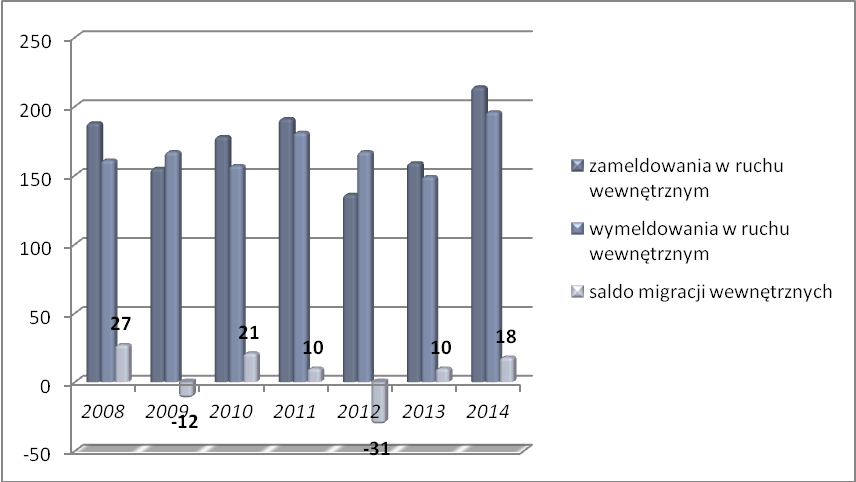 250
200
150
100
50
0
-50
27
-12
21
10
-31
10
18
2008 2009 2010 2011 2012 2013 2014
zameldowania w ruchu
wewnętrznym
wymeldowania w ruchu
wewnętrznym
saldo migracji wewnętrznych